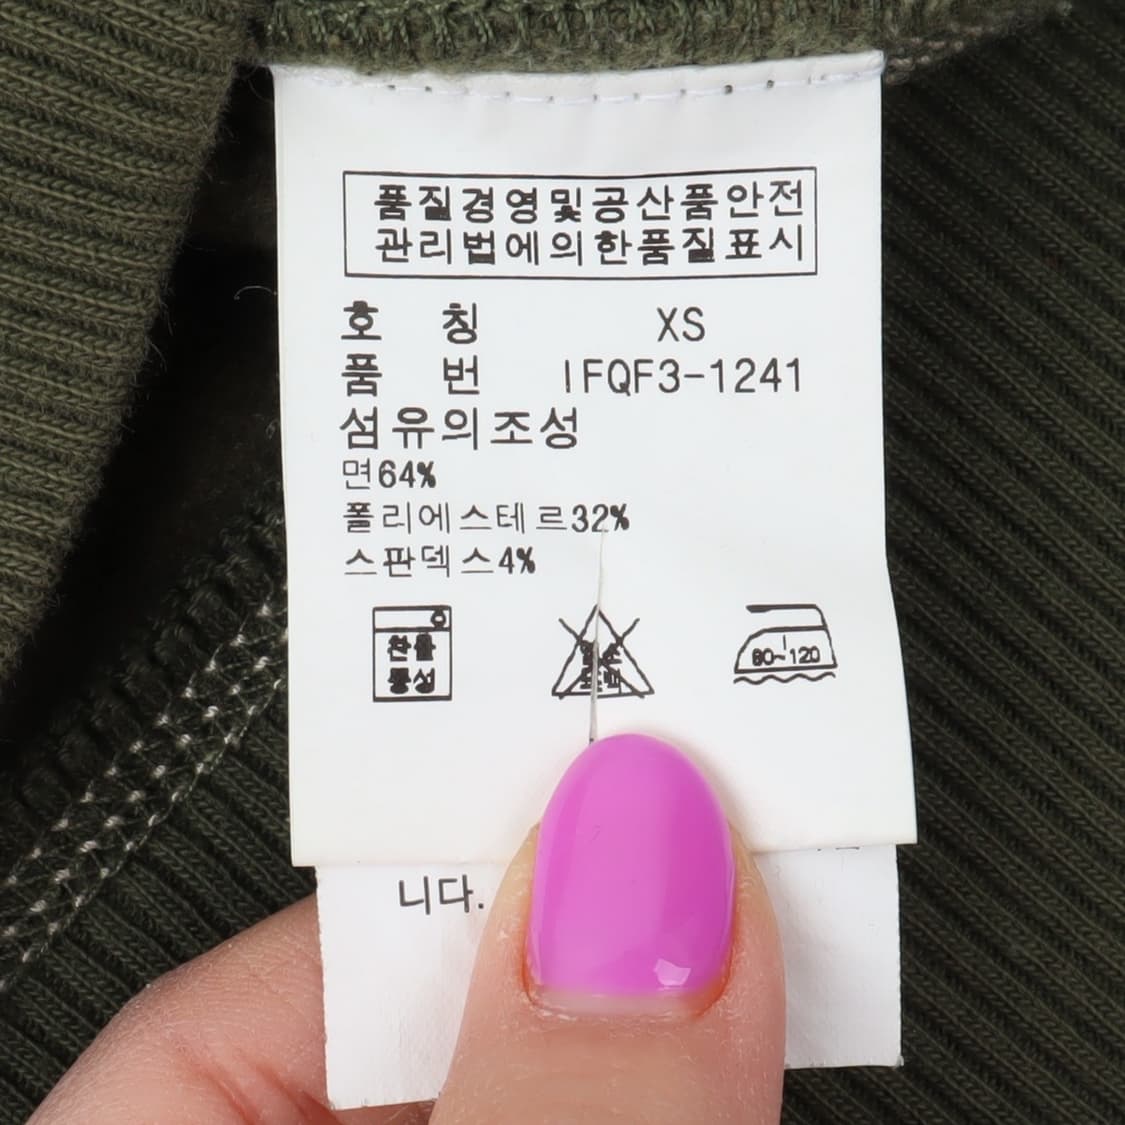 품질경영및공산품안전
관리법에의한품질표시
호 칭 XS
품 번 IFQF3-1241
섬유의조성
면64%
폴리에스테르32%
스판덱스4%
찬물
중성
80~120
니다.